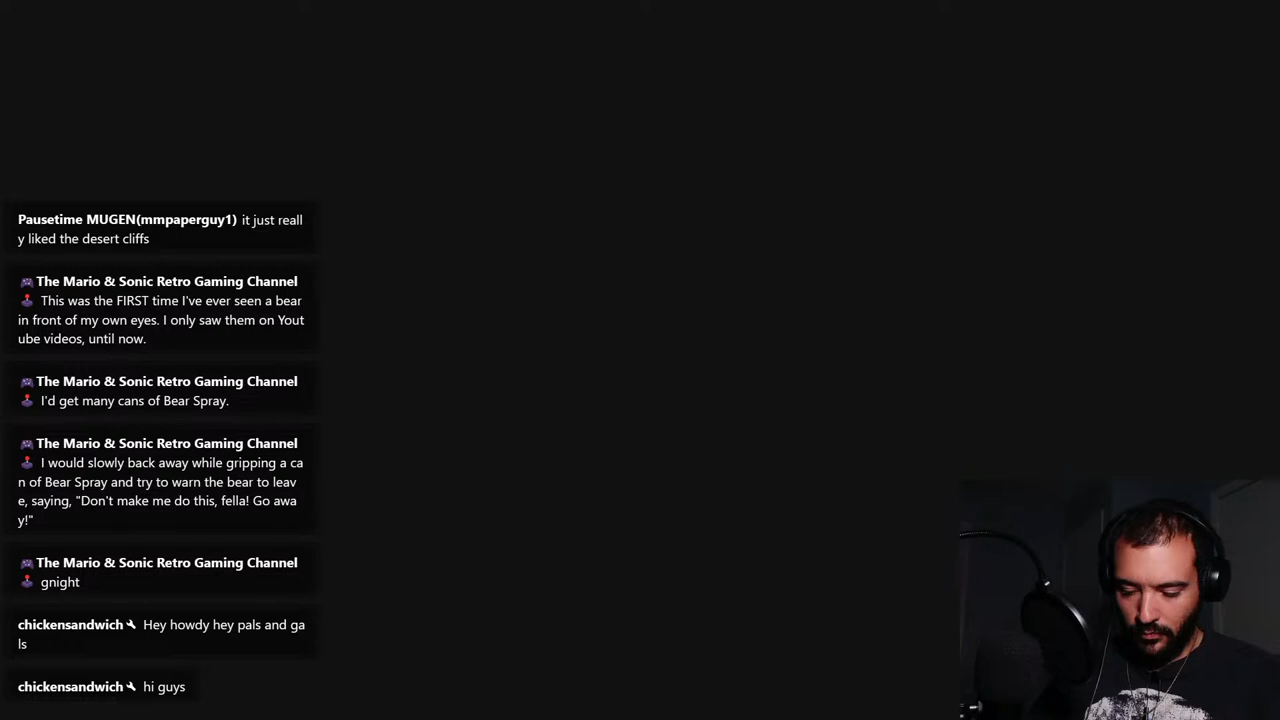 Pausetime MUGEN(mmpaperguy1) it just reall
y liked the desert cliffs
🎮The Mario & Sonic Retro Gaming Channel
🕹 This was the FIRST time I've ever seen a bear
in front of my own eyes. I only saw them on Yout
ube videos, until now.
🎮The Mario & Sonic Retro Gaming Channel
🕹 I'd get many cans of Bear Spray.
🎮The Mario & Sonic Retro Gaming Channel
🕹 I would slowly back away while gripping a ca
n of Bear Spray and try to warn the bear to leav
e, saying, "Don't make me do this, fella! Go awa
y!"
🎮The Mario & Sonic Retro Gaming Channel
🕹 gnight
chickensandwich🔧 Hey howdy hey pals and ga
ls
chickensandwich🔧 hi guys